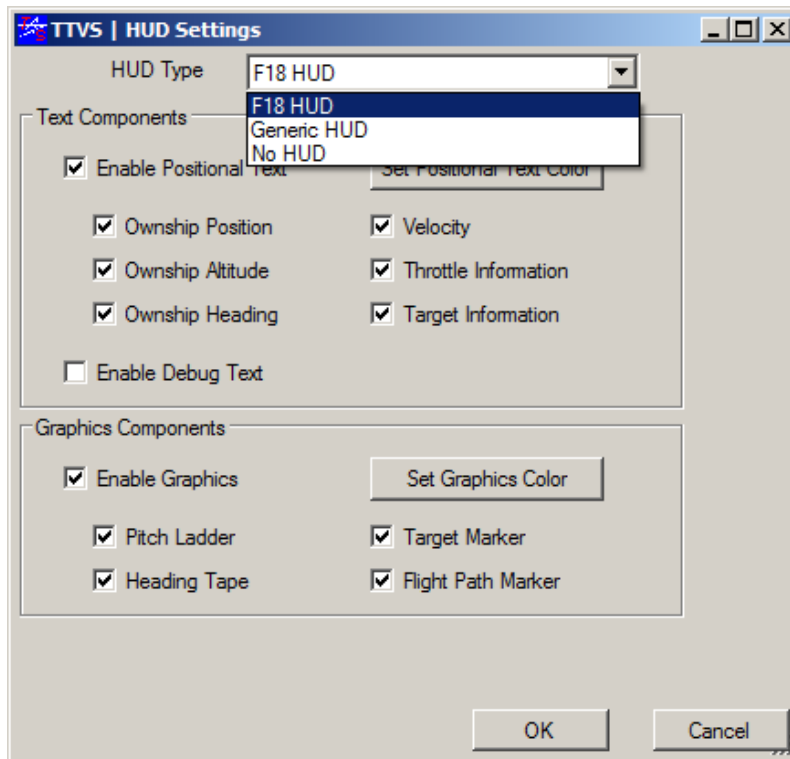 TTVS | HUD Settings
HUD Type F18 HUD
F18 HUD
Generic HUD
No HUD
Text Components
Enable Positional Text Set Positional Text Color
Ownship Position Velocity
Ownship Altitude Throttle Information
Ownship Heading Target Information
Enable Debug Text
Graphics Components
Enable Graphics Set Graphics Color
Pitch Ladder Target Marker
Heading Tape Flight Path Marker
OK Cancel